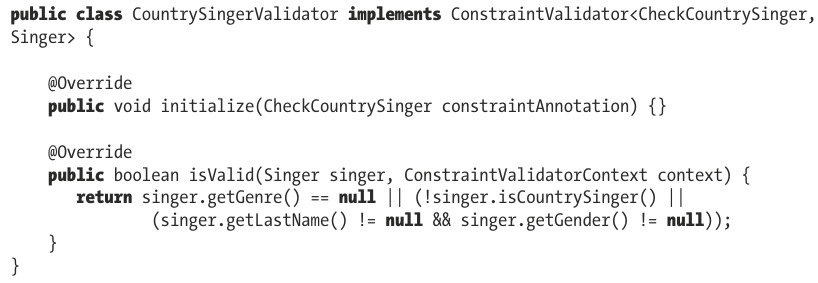 public class CountrySingerValidator implements ConstraintValidator<CheckCountrySinger,
Singer> {
@Override
public void initialize(CheckCountrySinger constraintAnnotation) {}
@Override
public boolean isValid(Singer singer, ConstraintValidatorContext context) {
return singer.getGenre() == null || (!singer.isCountrySinger() ||
(singer.getLastName() != null && singer.getGender() != null));
}
}